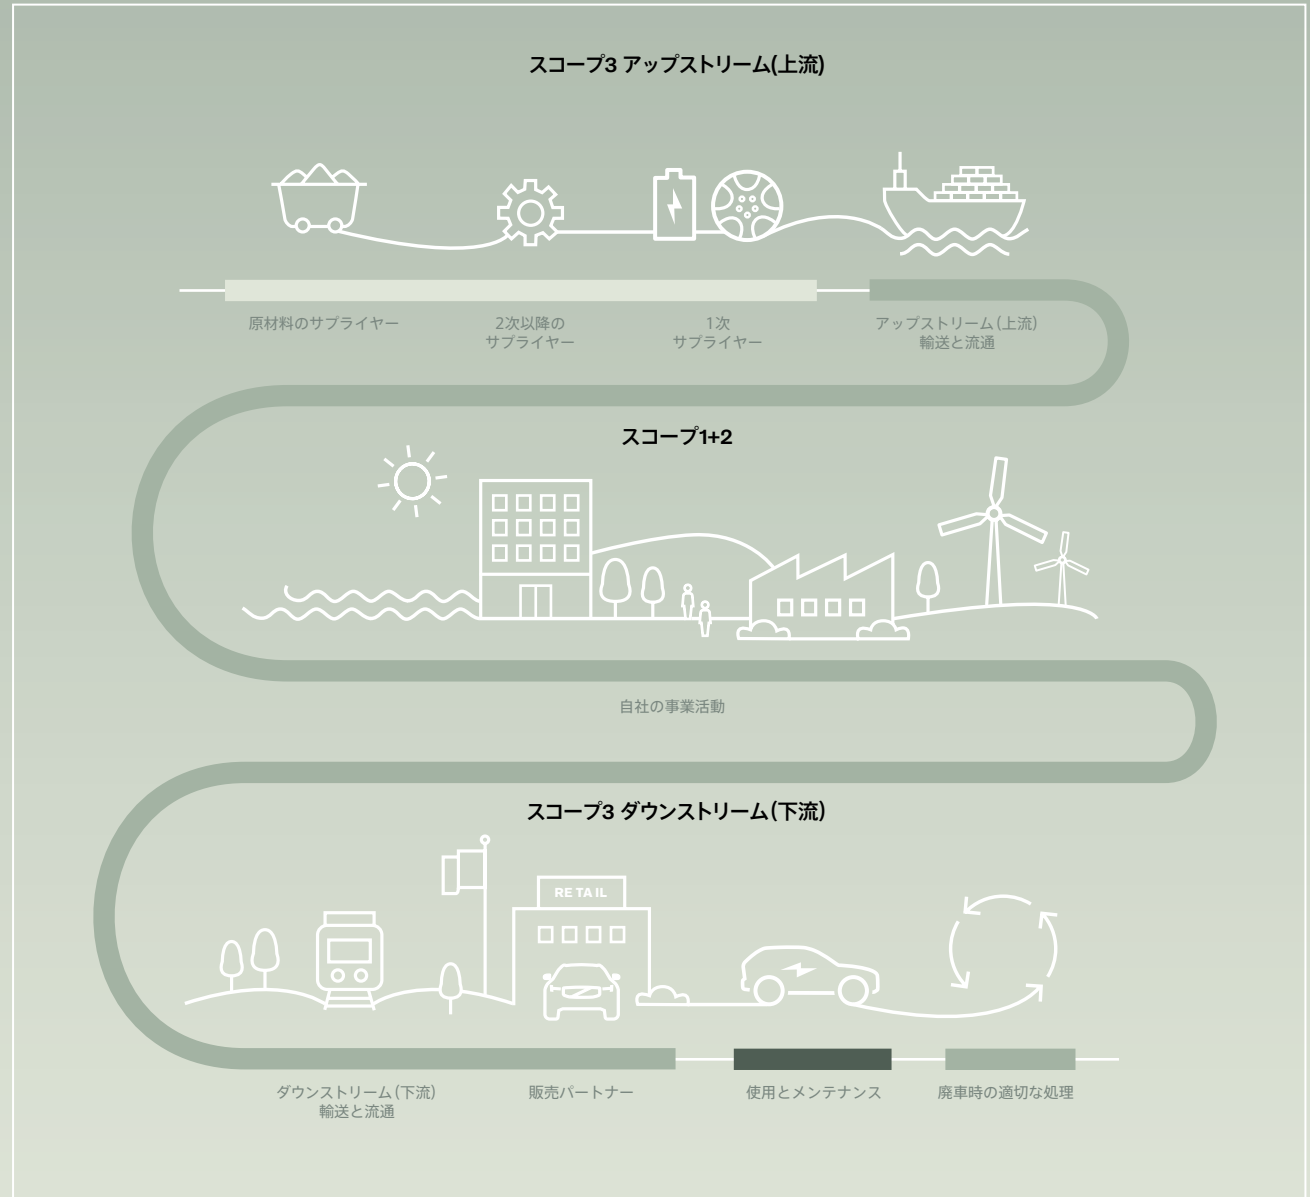 スコープ3 アップストリーム(上流)
原材料のサプライヤー
2次以降の
サプライヤー
1次
サプライヤー
アップストリーム(上流)
輸送と流通
スコープ1+2
自社の事業活動
スコープ3 ダウンストリーム(下流)
RETAIL
ダウンストリーム(下流)
輸送と流通
販売パートナー
使用とメンテナンス
廃車時の適切な処理